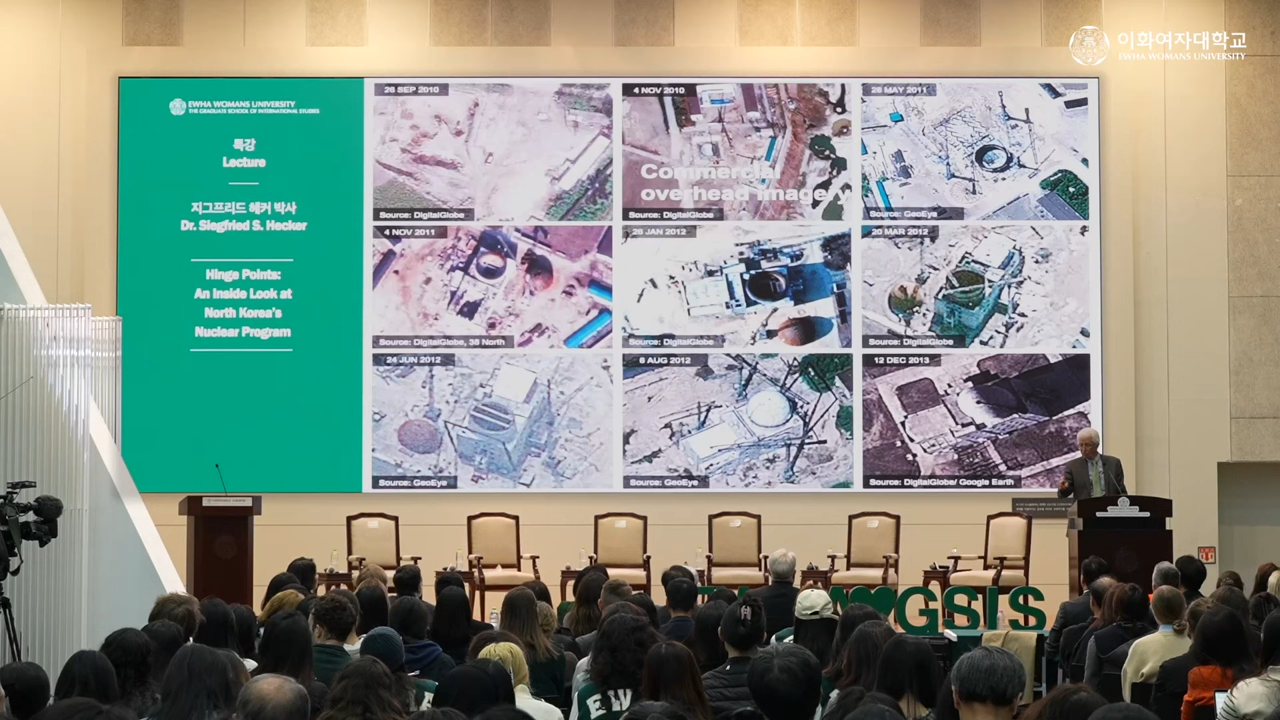 이화여자대학교
EWHA WOMANS UNIVERSITY
EWHA WOMANS UNIVERSITY
THE GRADUATE SCHOOL OF INTERNATIONAL STUDIES
특강
Lecture
지그프리드 헤커 박사
Dr. Siegfried S. Hecker
Hinge Points:
An Inside Look at
North Korea's
Nuclear Program
26 SEP 2010
Source: DigitalGlobe
4 NOV 2010
Commercial
overhead imagery
Source: DigitalGlobe
26 MAY 2011
Source: GeoEye
4 NOV 2011
Source: DigitalGlobe, 38 North
26 JAN 2012
Source: DigitalGlobe
20 MAR 2012
Source: DigitalGlobe
24 JUN 2012
Source: GeoEye
6 AUG 2012
Source: GeoEye
12 DEC 2013
Source: DigitalGlobe/ Google Earth
GSIS